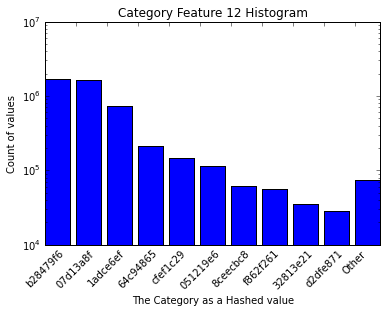 Category Feature 12 Histogram
10^7
10^6
10^5
10^4
Count of values
b28479f6
07d13a8f
1adce6ef
64c94865
cfef1c29
051219e6
8ceecbc8
f862f261
32813e21
d2dfe871
Other
The Category as a Hashed value